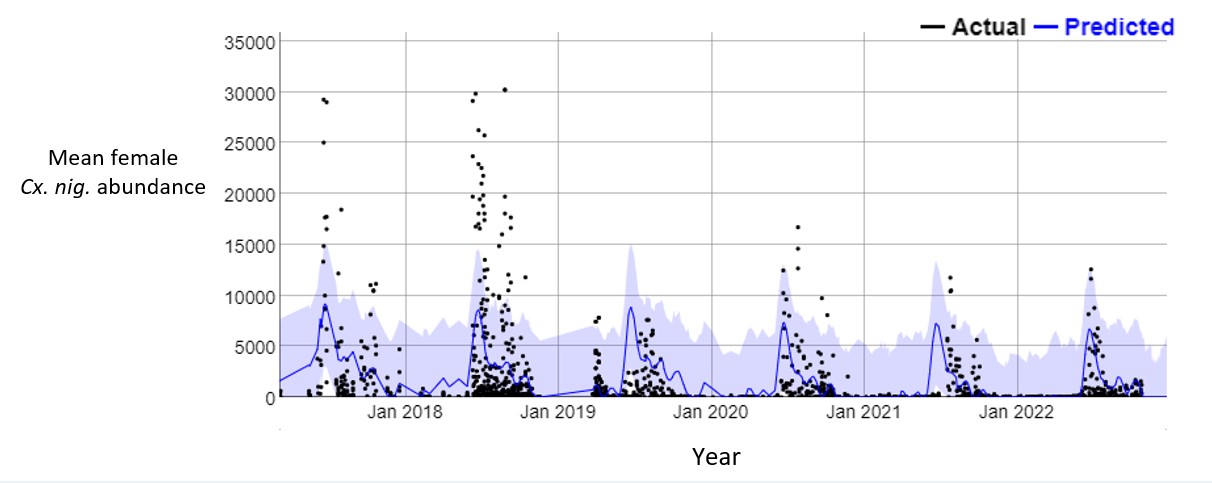 Actual Predicted
35000
30000
25000
20000
15000
10000
5000
0
Mean female
Cx. nig. abundance
Jan 2018 Jan 2019 Jan 2020 Jan 2021 Jan 2022
Year